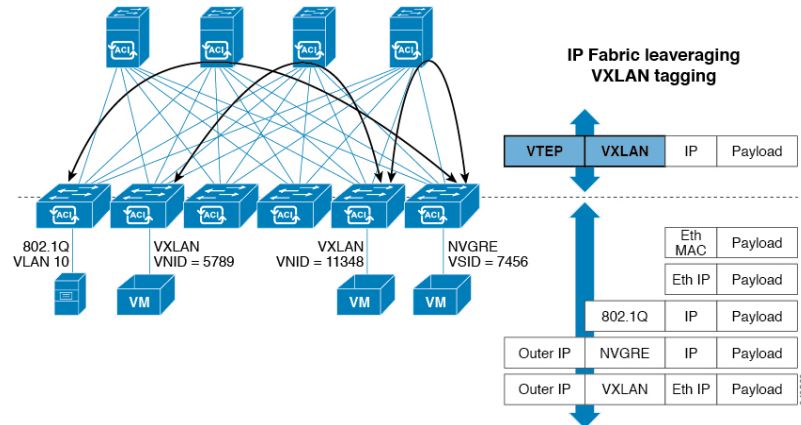 ACI
ACI
ACI
ACI
IP Fabric leaveraging
VXLAN tagging
VTEP
VXLAN
IP
Payload
ACI
ACI
ACI
ACI
ACI
ACI
802.1Q
VLAN 10
VXLAN
VNID = 5789
VXLAN
VNID = 11348
NVGRE
VSID = 7456
VM
VM
VM
Eth
MAC
Payload
Eth IP
Payload
802.1Q
IP
Payload
Outer IP
NVGRE
IP
Payload
Outer IP
VXLAN
Eth IP
Payload